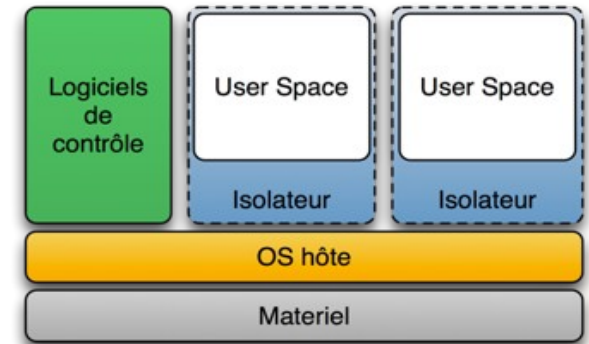 Logiciels
de
contrôle
User Space
Isolateur
User Space
Isolateur
OS hôte
Materiel